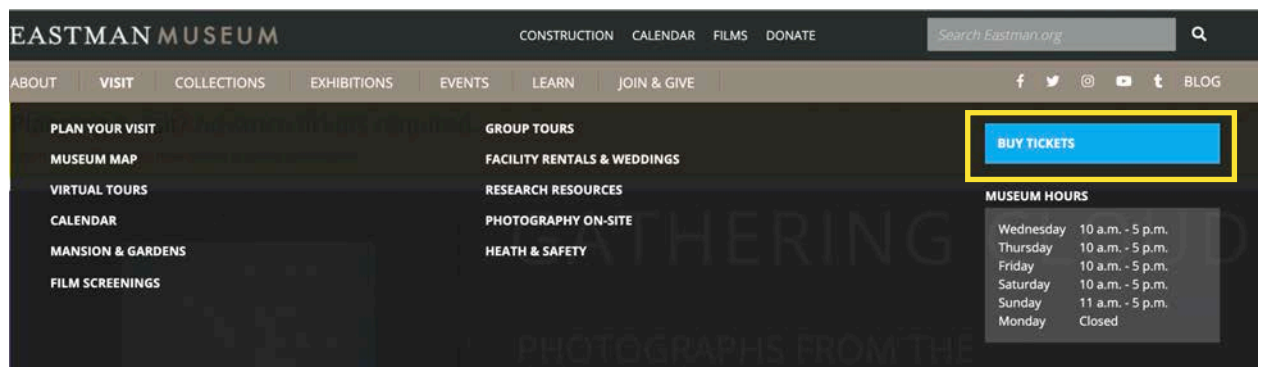 EASTMAN MUSEUM
CONSTRUCTION CALENDAR FILMS DONATE
Search Eastman.org
ABOUT VISIT COLLECTIONS EXHIBITIONS EVENTS LEARN JOIN & GIVE
BLOG
PLAN YOUR VISIT
MUSEUM MAP
VIRTUAL TOURS
CALENDAR
MANSION & GARDENS
FILM SCREENINGS
GROUP TOURS
FACILITY RENTALS & WEDDINGS
RESEARCH RESOURCES
PHOTOGRAPHY ON-SITE
HEATH & SAFETY
BUY TICKETS
MUSEUM HOURS
Wednesday 10 a.m. - 5 p.m.
Thursday 10 a.m. - 5 p.m.
Friday 10 a.m. - 5 p.m.
Saturday 10 a.m. - 5 p.m.
Sunday 11 a.m. - 5 p.m.
Monday Closed
GATHERING CLOUD
PHOTOGRAPHS FROM THE